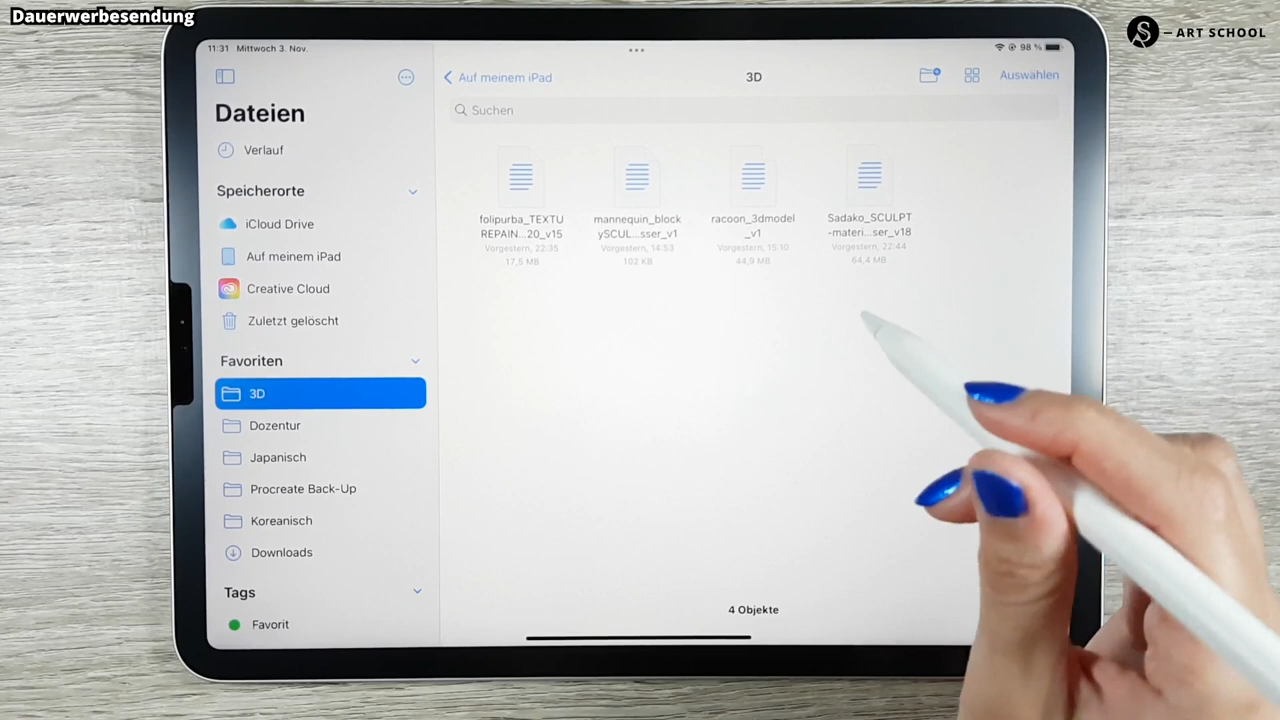 Dauerwerbesendung
— ART SCHOOL
11:31 Mittwoch 3. Nov.
98 %
Dateien
Verlauf
Speicherorte
iCloud Drive
Auf meinem iPad
Creative Cloud
Zuletzt gelöscht
Favoriten
3D
Dozentur
Japanisch
Procreate Back-Up
Koreanisch
Downloads
Tags
Favorit
Auf meinem iPad
3D
Auswählen
Suchen
folipurba_TEXTU
REPAIN...20_v15
Vorgestern, 22:35
17,5 MB
mannequin_block
ySCUL...sser_v1
Vorgestern, 14:53
102 KB
racoon_3dmodel
_v1
Vorgestern, 15:10
44,9 MB
Sadako_SCULPT
-materi...ser_v18
Vorgestern, 22:44
64,4 MB
4 Objekte